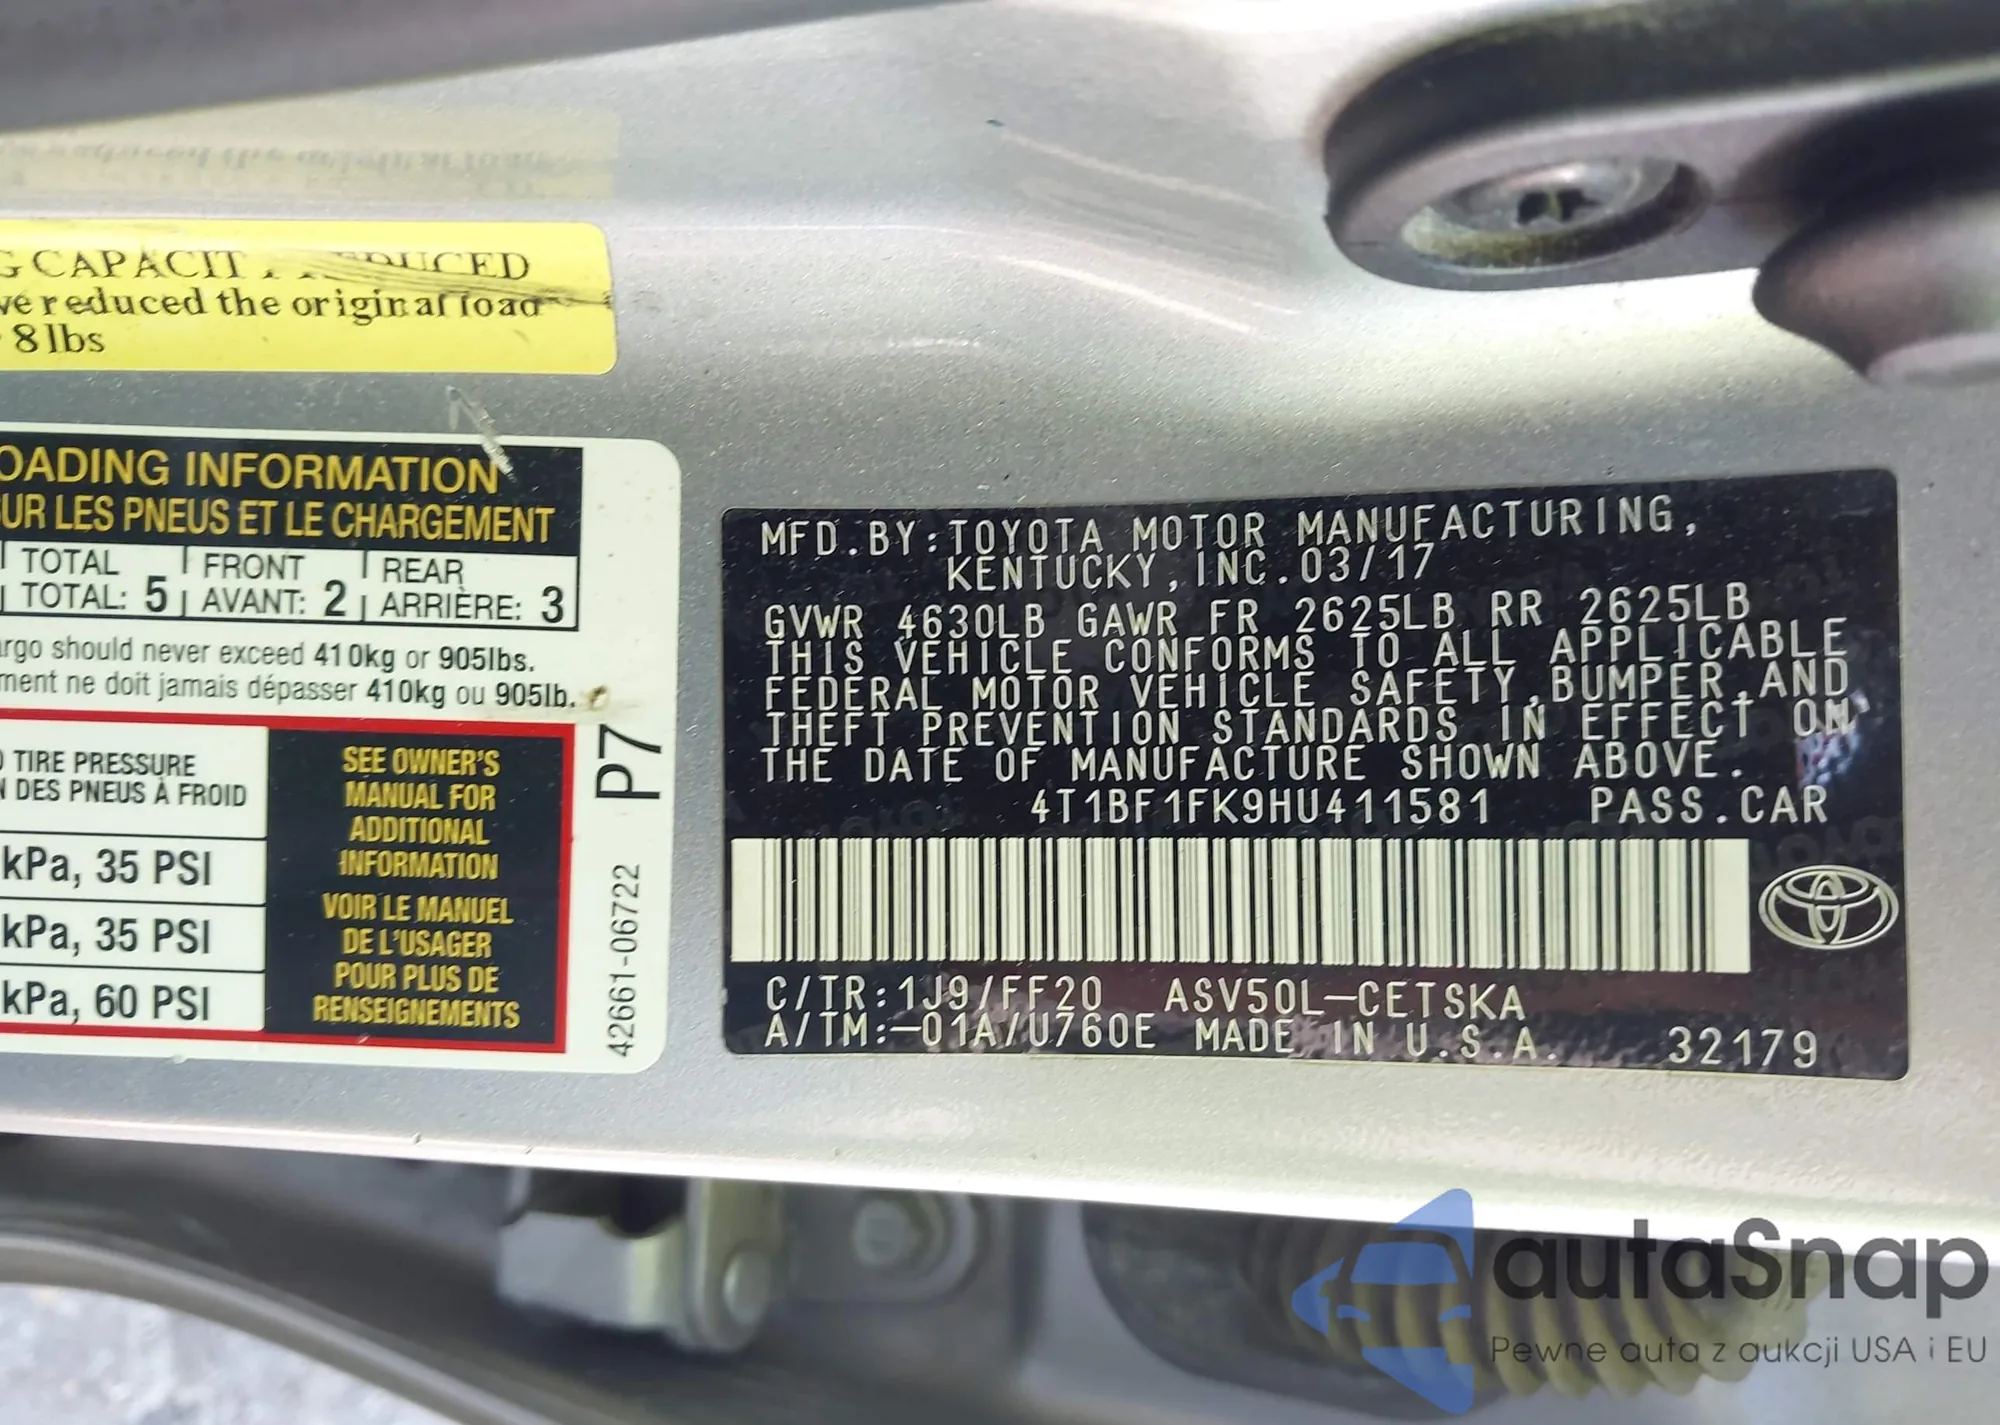 G CAPACIT REDUCED
ve reduced the original load
8 lbs
OADING INFORMATION
SUR LES PNEUS ET LE CHARGEMENT
TOTAL FRONT REAR
TOTAL: 5 AVANT: 2 ARRIÈRE: 3
rgo should never exceed 410kg or 905lbs.
ment ne doit jamais dépasser 410kg ou 905lb.
TIRE PRESSURE
N DES PNEUS À FROID
kPa, 35 PSI
kPa, 35 PSI
kPa, 60 PSI
SEE OWNER'S
MANUAL FOR
ADDITIONAL
INFORMATION
VOIR LE MANUEL
DE L'USAGER
POUR PLUS DE
RENSEIGNEMENTS
P7
42661-06722
MFD.BY:TOYOTA MOTOR MANUFACTURING,
KENTUCKY,INC.03/17
GVWR 4630LB GAWR FR 2625LB RR 2625LB
THIS VEHICLE CONFORMS TO ALL APPLICABLE
FEDERAL MOTOR VEHICLE SAFETY,BUMPER,AND
THEFT PREVENTION STANDARDS IN EFFECT ON
THE DATE OF MANUFACTURE SHOWN ABOVE.
4T1BF1FK9HU411581 PASS.CAR
C/TR:1J9/FF20 ASV50L-CETSKA
A/TM:-01A/U760E MADE IN U.S.A. 32179
autaSnap
Pewne auta z aukcji USA i EU